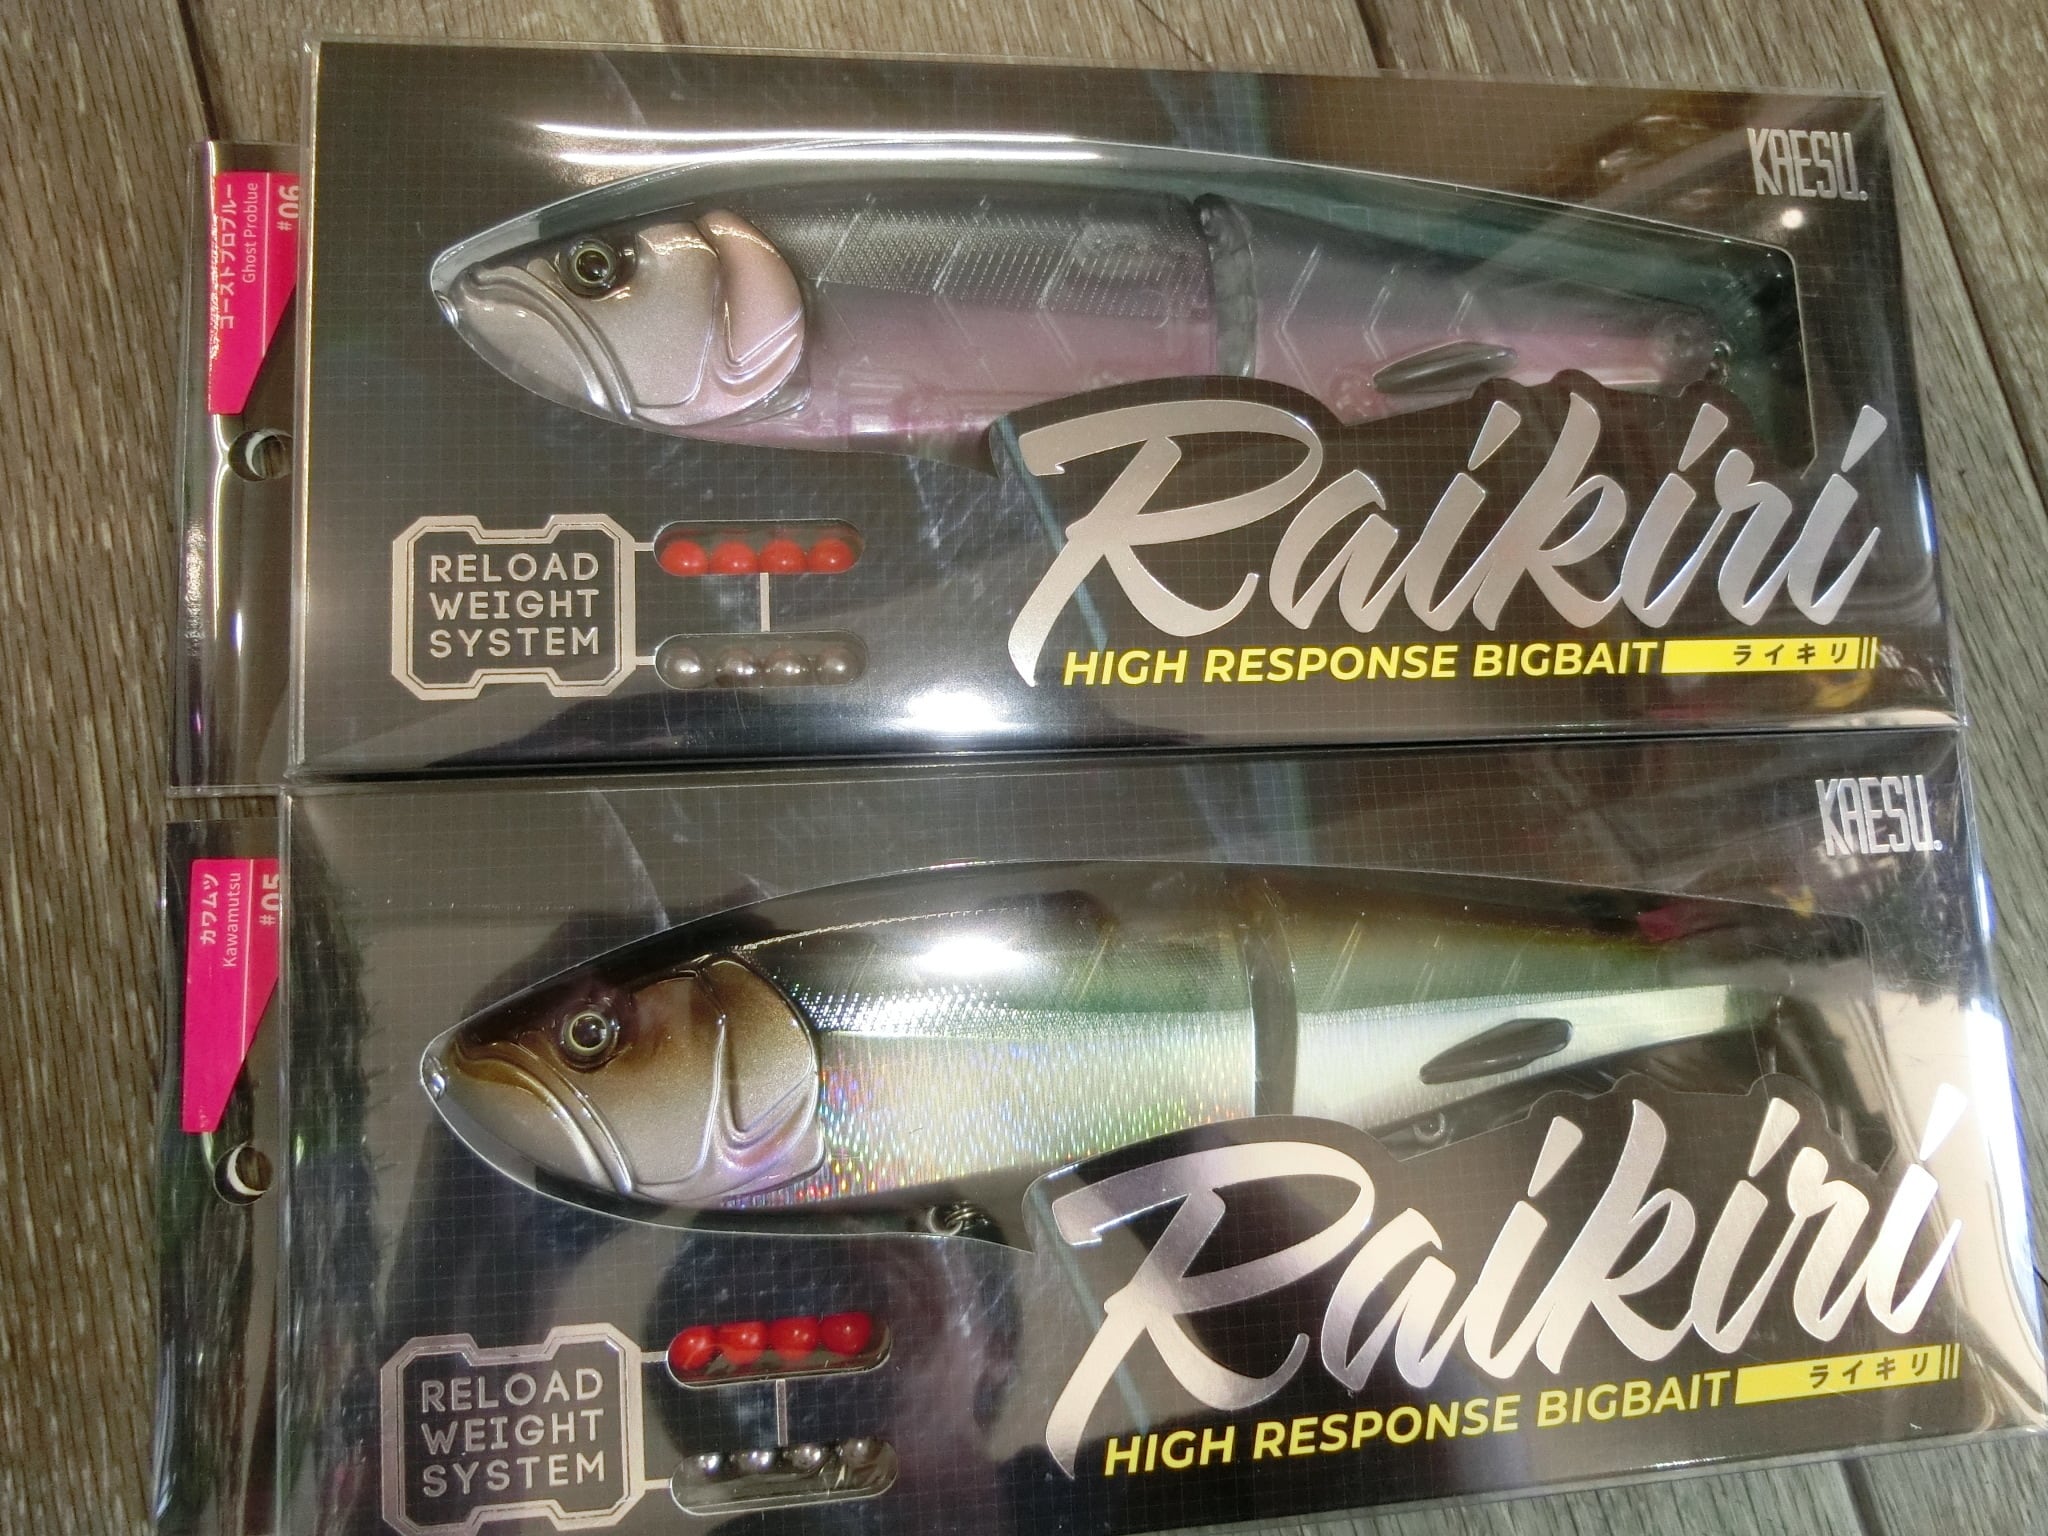 #06
Ghost Problue
ゴーストプロブルー
KAESU.
RELOAD
WEIGHT
SYSTEM
Raikiri
HIGH RESPONSE BIGBAIT
ライキリ
#05
Kawamutsu
カワムツ
KAESU.
RELOAD
WEIGHT
SYSTEM
Raikiri
HIGH RESPONSE BIGBAIT
ライキリ